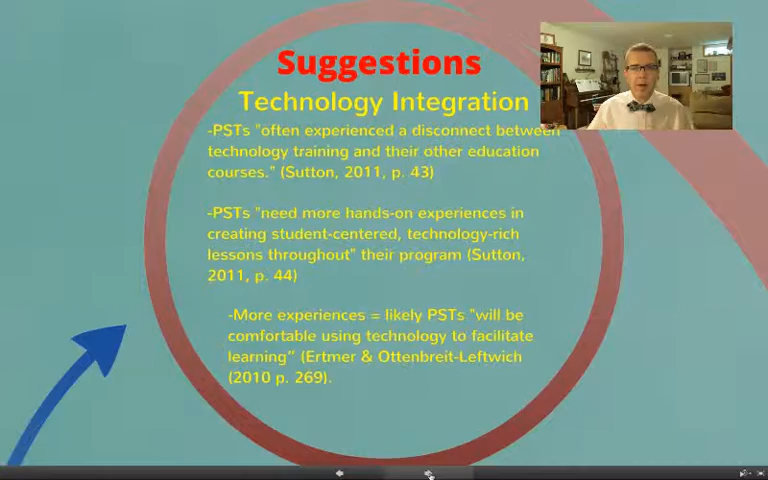 Suggestions
Technology Integration
-PSTs "often experienced a disconnect between
technology training and their other education
courses." (Sutton, 2011, p. 43)
-PSTs "need more hands-on experiences in
creating student-centered, technology-rich
lessons throughout" their program (Sutton,
2011, p. 44)
-More experiences = likely PSTs "will be
comfortable using technology to facilitate
learning" (Ertmer & Ottenbreit-Leftwich
(2010 p. 269).